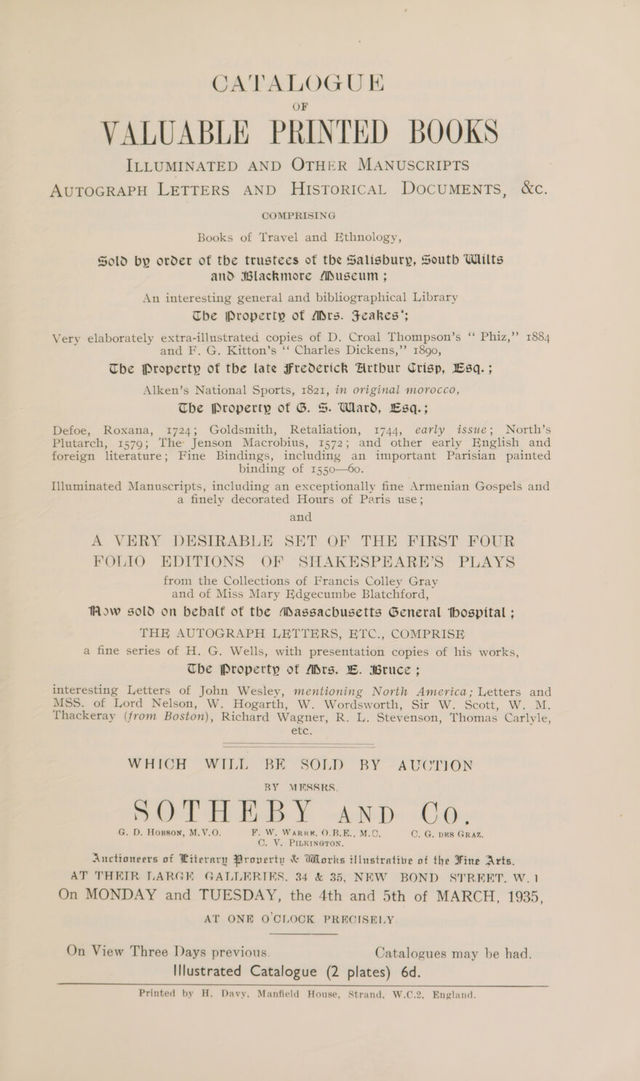 CATALOGUE
OF
VALUABLE PRINTED BOOKS
ILLUMINATED AND OTHER MANUSCRIPTS
AUTOGRAPH LETTERS AND HISTORICAL DOCUMENTS, &c.
COMPRISING
Books of Travel and Ethnology,
Sold by order of the trustees of the Salisbury, South Wilts
and Blackmore Museum;
An interesting general and bibliographical Library
The Property of Mrs. Feakes';
Very elaborately extra-illustrated copies of D. Croal Thompson's “ Phiz,” 1884
and F. G. Kitton's “ Charles Dickens,” 1890,
The Property of the late Frederick Arthur Crisp, Esq.;
Alken's National Sports, 1821, in original morocco,
The Property of G. S. Ward, Esq.;
Defoe, Roxana, 1724; Goldsmith, Retaliation, 1744, early issue; North's
Plutarch, 1579; The Jenson Macrobius, 1572; and other early English and
foreign literature; Fine Bindings, including an important Parisian painted
binding of 1550—60.
Illuminated Manuscripts, including an exceptionally fine Armenian Gospels and
a finely decorated Hours of Paris use;
and
A VERY DESIRABLE SET OF THE FIRST FOUR
FOLIO EDITIONS OF SHAKESPEARE'S PLAYS
from the Collections of Francis Colley Gray
and of Miss Mary Edgecumbe Blatchford,
Now sold on behalf of the Massachusetts General Hospital;
THE AUTOGRAPH LETTERS, ETC., COMPRISE
a fine series of H. G. Wells, with presentation copies of his works,
The Property of Mrs. E. Bruce;
interesting Letters of John Wesley, mentioning North America; Letters and
MSS. of Lord Nelson, W. Hogarth, W. Wordsworth, Sir W. Scott, W. M.
Thackeray (from Boston), Richard Wagner, R. L. Stevenson, Thomas Carlyle,
etc.
WHICH WILL BE SOLD BY AUCTION
BY MESSRS.
SOTHEBY AND CO.
G. D. HOBSON, M.V.O. F. W. WARRE, O.B.E., M.C. C. G. DES GRAZ.
C. V. PILKINGTON.
Auctioneers of Literary Property & Works illustrative of the Fine Arts.
AT THEIR LARGE GALLERIES, 34 & 35, NEW BOND STREET, W.1
On MONDAY and TUESDAY, the 4th and 5th of MARCH, 1935,
AT ONE O'CLOCK PRECISELY
On View Three Days previous. Catalogues may be had.
Illustrated Catalogue (2 plates) 6d.
Printed by H. Davy, Manfield House, Strand, W.C.2, England.